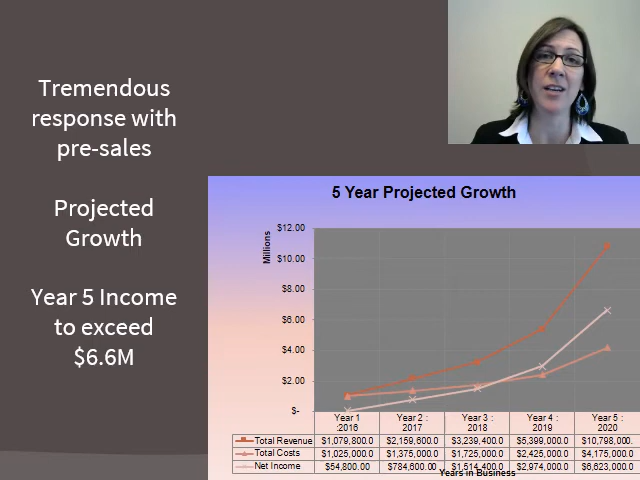 Tremendous
response with
pre-sales
Projected
Growth
Year 5 Income
to exceed
$6.6M
5 Year Projected Growth
Millions
$12.00
$10.00
$8.00
$6.00
$4.00
$2.00
$-
Year 1 :2016 Year 2 : 2017 Year 3 : 2018 Year 4 : 2019 Year 5 : 2020
Total Revenue $1,079,800.0 $2,159,600.0 $3,239,400.0 $5,399,000.0 $10,798,000.
Total Costs $1,025,000.0 $1,375,000.0 $1,725,000.0 $2,425,000.0 $4,175,000.0
Net Income $54,800.00 $784,600.00 $1,514,400.0 $2,974,000.0 $6,623,000.0
Years in Business